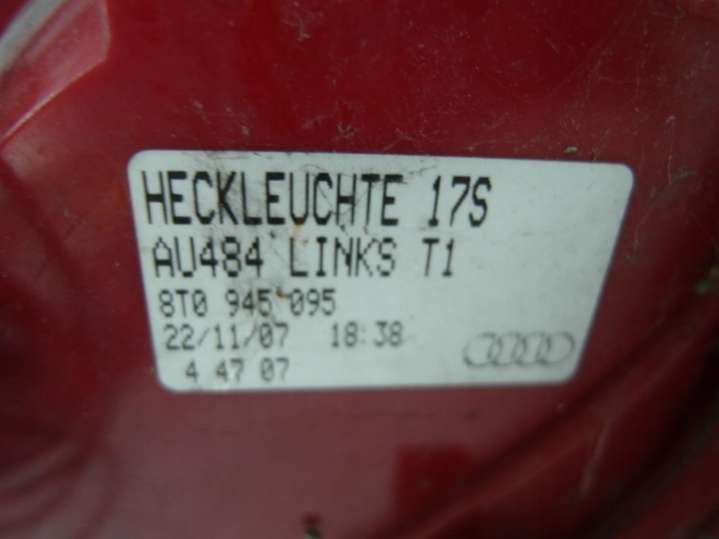 HECKLEUCHTE 17S
AU484 LINKS T1
8T0 945 095
22/11/07 18:38
4 47 07